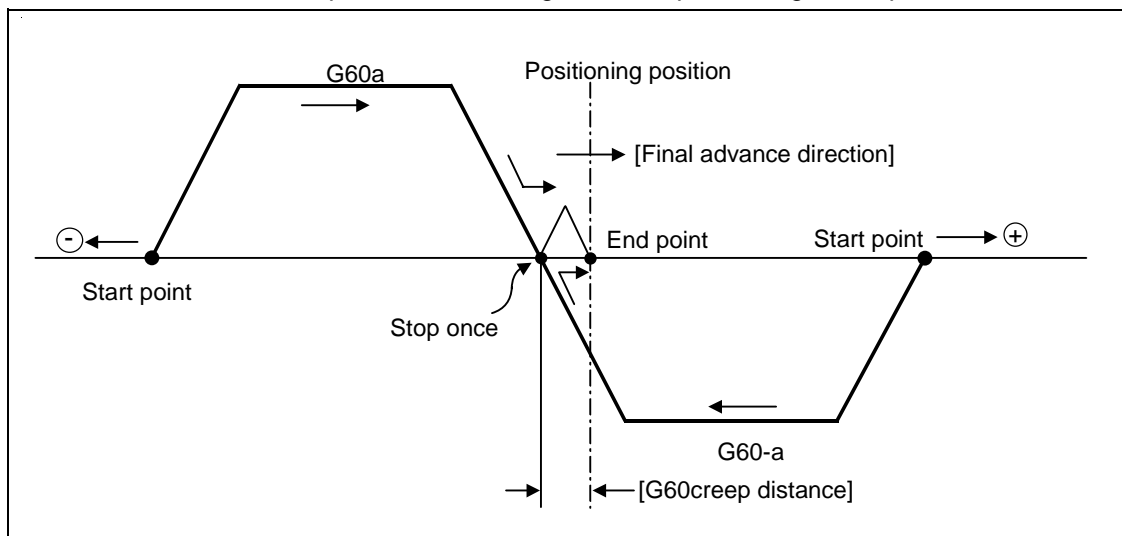 G60a
Positioning position
[Final advance direction]
-
End point
Start point
+
Start point
Stop once
G60-a
[G60creep distance]